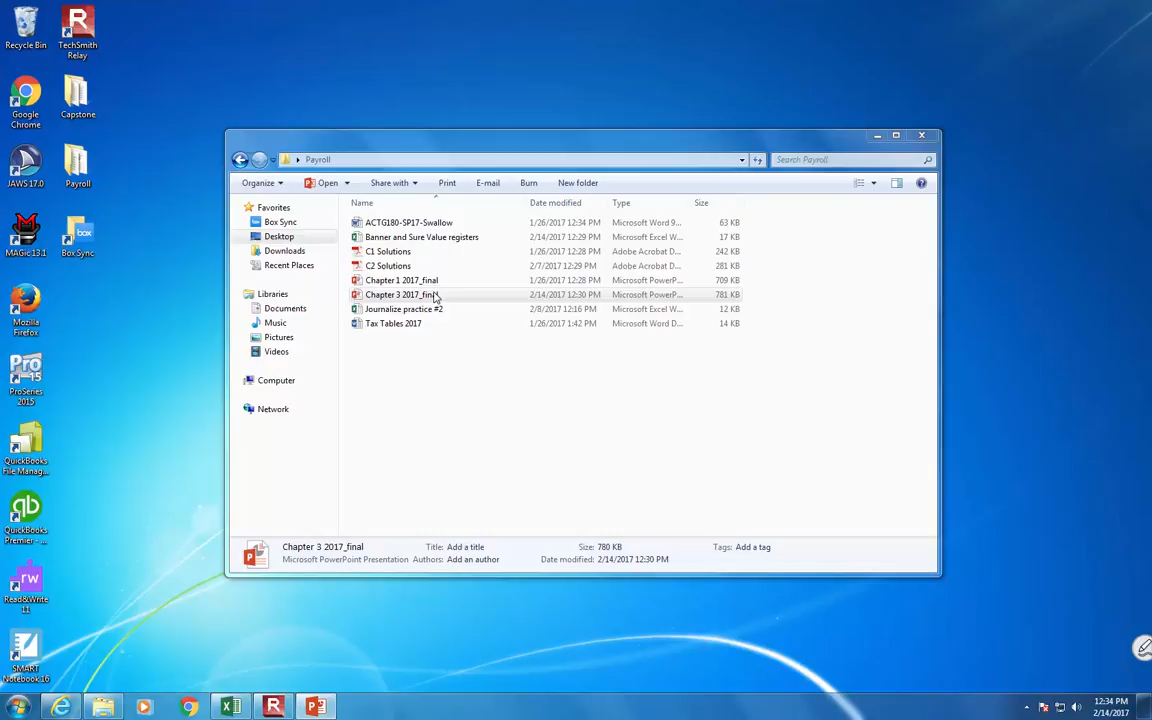 Recycle Bin
TechSmith
Relay
Google
Chrome
Capstone
JAWS 17.0
Payroll
MAGic 13.1
Box Sync
Mozilla
Firefox
ProSeries
2015
QuickBooks
File Manag...
QuickBooks
Premier - ...
Read&Write
11
SMART
Notebook 16
Payroll
Search Payroll
Organize Open Share with Print E-mail Burn New folder
Name Date modified Type Size
Favorites
Box Sync
Desktop
Downloads
Recent Places
Libraries
Documents
Music
Pictures
Videos
Computer
Network
ACTG180-SP17-Swallow 1/26/2017 12:34 PM Microsoft Word 9... 63 KB
Banner and Sure Value registers 2/14/2017 12:29 PM Microsoft Excel W... 17 KB
C1 Solutions 1/26/2017 12:28 PM Adobe Acrobat D... 242 KB
C2 Solutions 2/7/2017 12:29 PM Adobe Acrobat D... 281 KB
Chapter 1 2017_final 1/26/2017 12:28 PM Microsoft PowerP... 709 KB
Chapter 3 2017_final 2/14/2017 12:30 PM Microsoft PowerP... 781 KB
Journalize practice #2 2/8/2017 12:16 PM Microsoft Excel W... 12 KB
Tax Tables 2017 1/26/2017 1:42 PM Microsoft Word D... 14 KB
Chapter 3 2017_final Title: Add a title Size: 780 KB Tags: Add a tag
Microsoft PowerPoint Presentation Authors: Add an author Date modified: 2/14/2017 12:30 PM
12:34 PM
2/14/2017